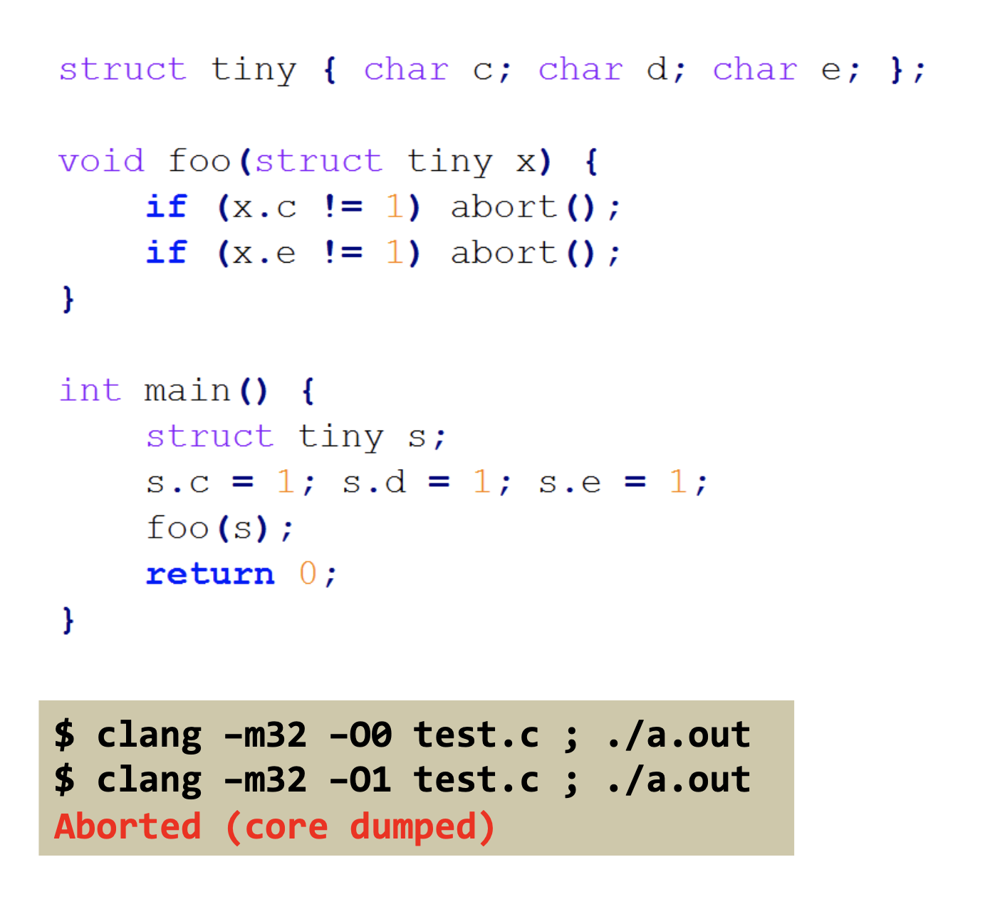 struct tiny { char c; char d; char e; };
void foo(struct tiny x) {
    if (x.c != 1) abort();
    if (x.e != 1) abort();
}
int main() {
    struct tiny s;
    s.c = 1; s.d = 1; s.e = 1;
    foo(s);
    return 0;
}
$ clang –m32 –O0 test.c ; ./a.out
$ clang –m32 –O1 test.c ; ./a.out
Aborted (core dumped)